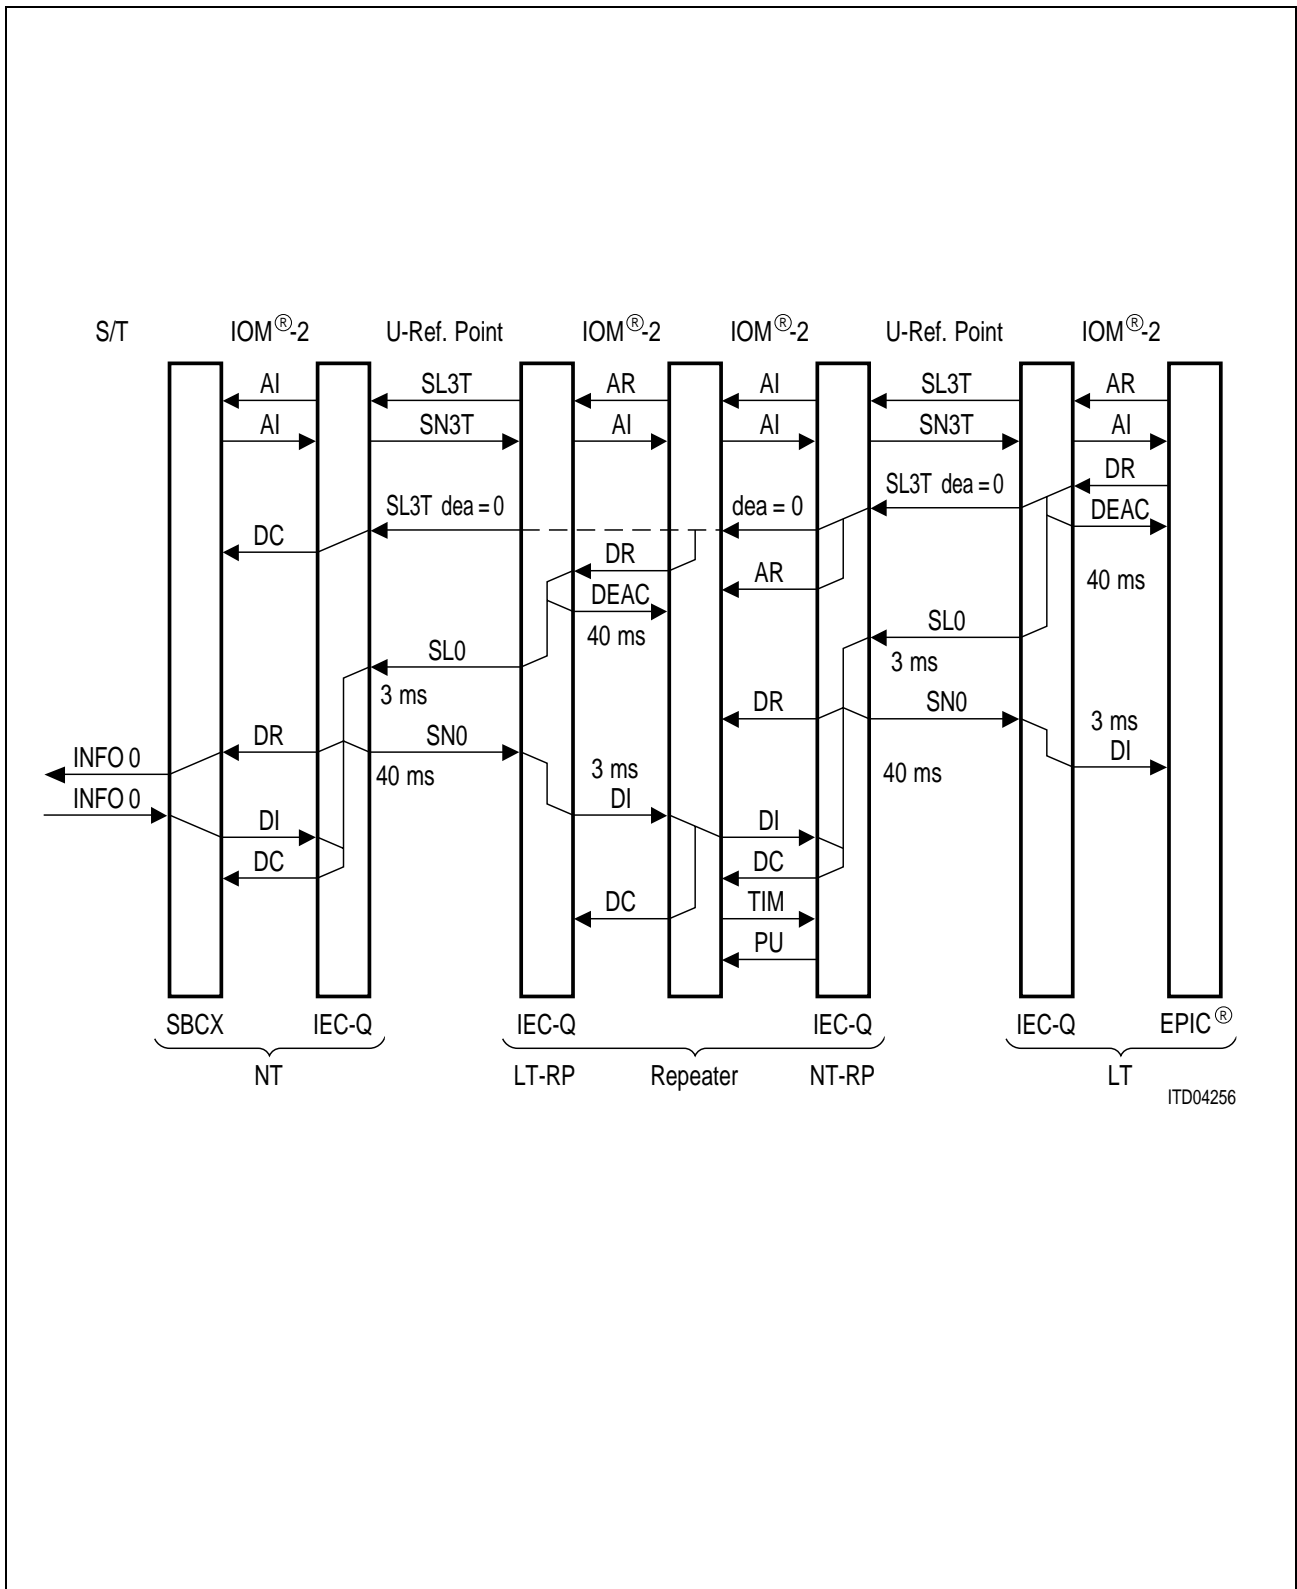 S/T IOM®-2 U-Ref. Point IOM®-2 IOM®-2 U-Ref. Point IOM®-2
AI SL3T AR AI SL3T AR
AI SN3T AI AI SN3T AI
DR
SL3T dea = 0
SL3T dea = 0 dea = 0 DEAC
DC
DR AR 40 ms
DEAC
SL0
40 ms
SL0 3 ms
3 ms
DR SN0 3 ms
DR SN0 DI
INFO 0 40 ms 3 ms 40 ms
INFO 0 DI
DI DI
DC DC
DC TIM
PU
SBCX IEC-Q IEC-Q IEC-Q IEC-Q EPIC®
NT LT-RP Repeater NT-RP LT
ITD04256